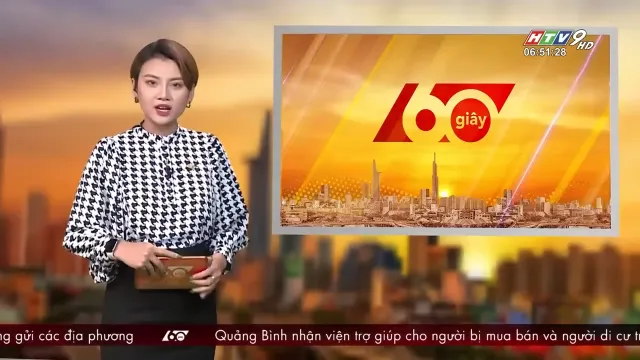 HTV9 HD
06:51:28
60 giây
ng gửi các địa phương 60 Quảng Bình nhận viện trợ giúp cho người bị mua bán và người di cư t